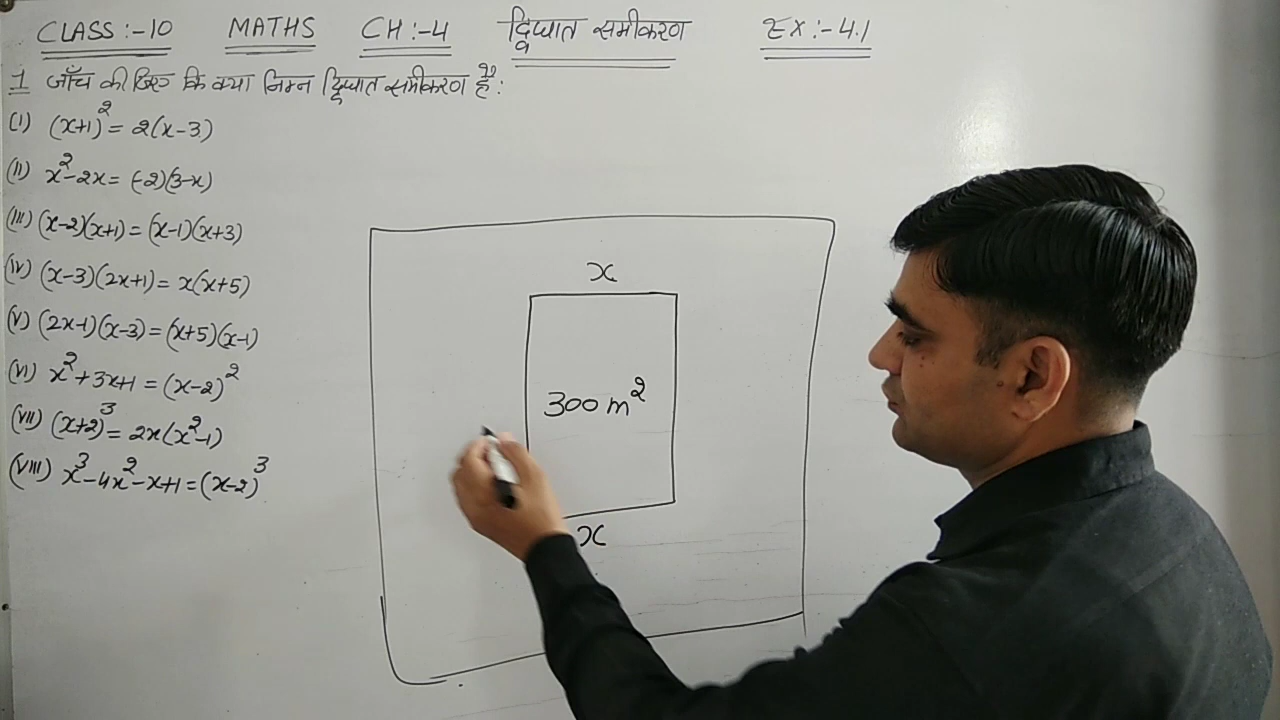 CLASS:-10 MATHS CH:-4 द्विघात समीकरण EX:-4.1
1 जाँच कीजिए कि क्या निम्न द्विघात समीकरण हैं:
(i) (x+1)² = 2(x-3)
(ii) x²-2x = (-2)(3-x)
(iii) (x-2)(x+1) = (x-1)(x+3)
(iv) (x-3)(2x+1) = x(x+5)
(v) (2x-1)(x-3) = (x+5)(x-1)
(vi) x²+3x+1 = (x-2)²
(vii) (x+2)³ = 2x(x²-1)
(viii) x³-4x²-x+1 = (x-2)³
x
300 m²
x